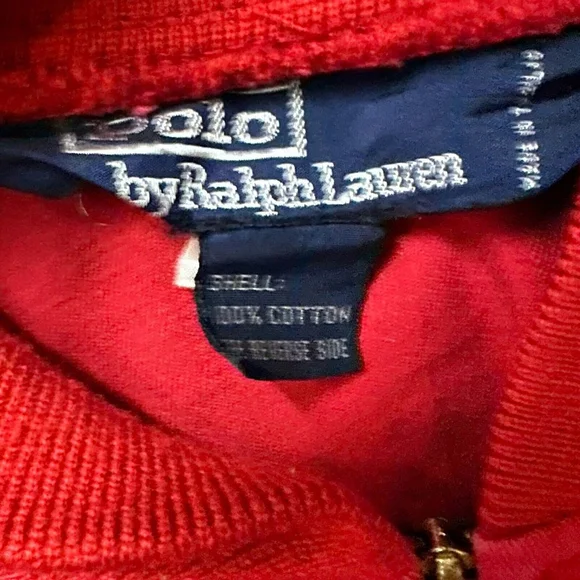 Polo
by Ralph Lauren
SHELL:
100% COTTON
REVERSE SIDE